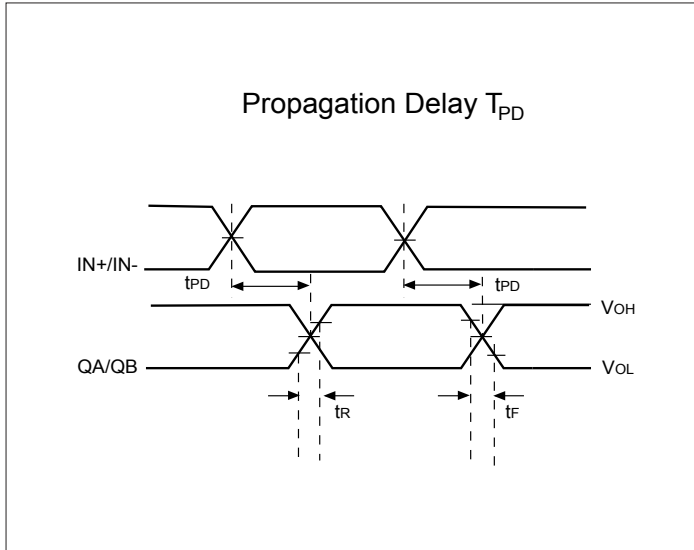 Propagation Delay TPD
IN+/IN-
tPD
tPD
VOH
QA/QB
VOL
tR
tF